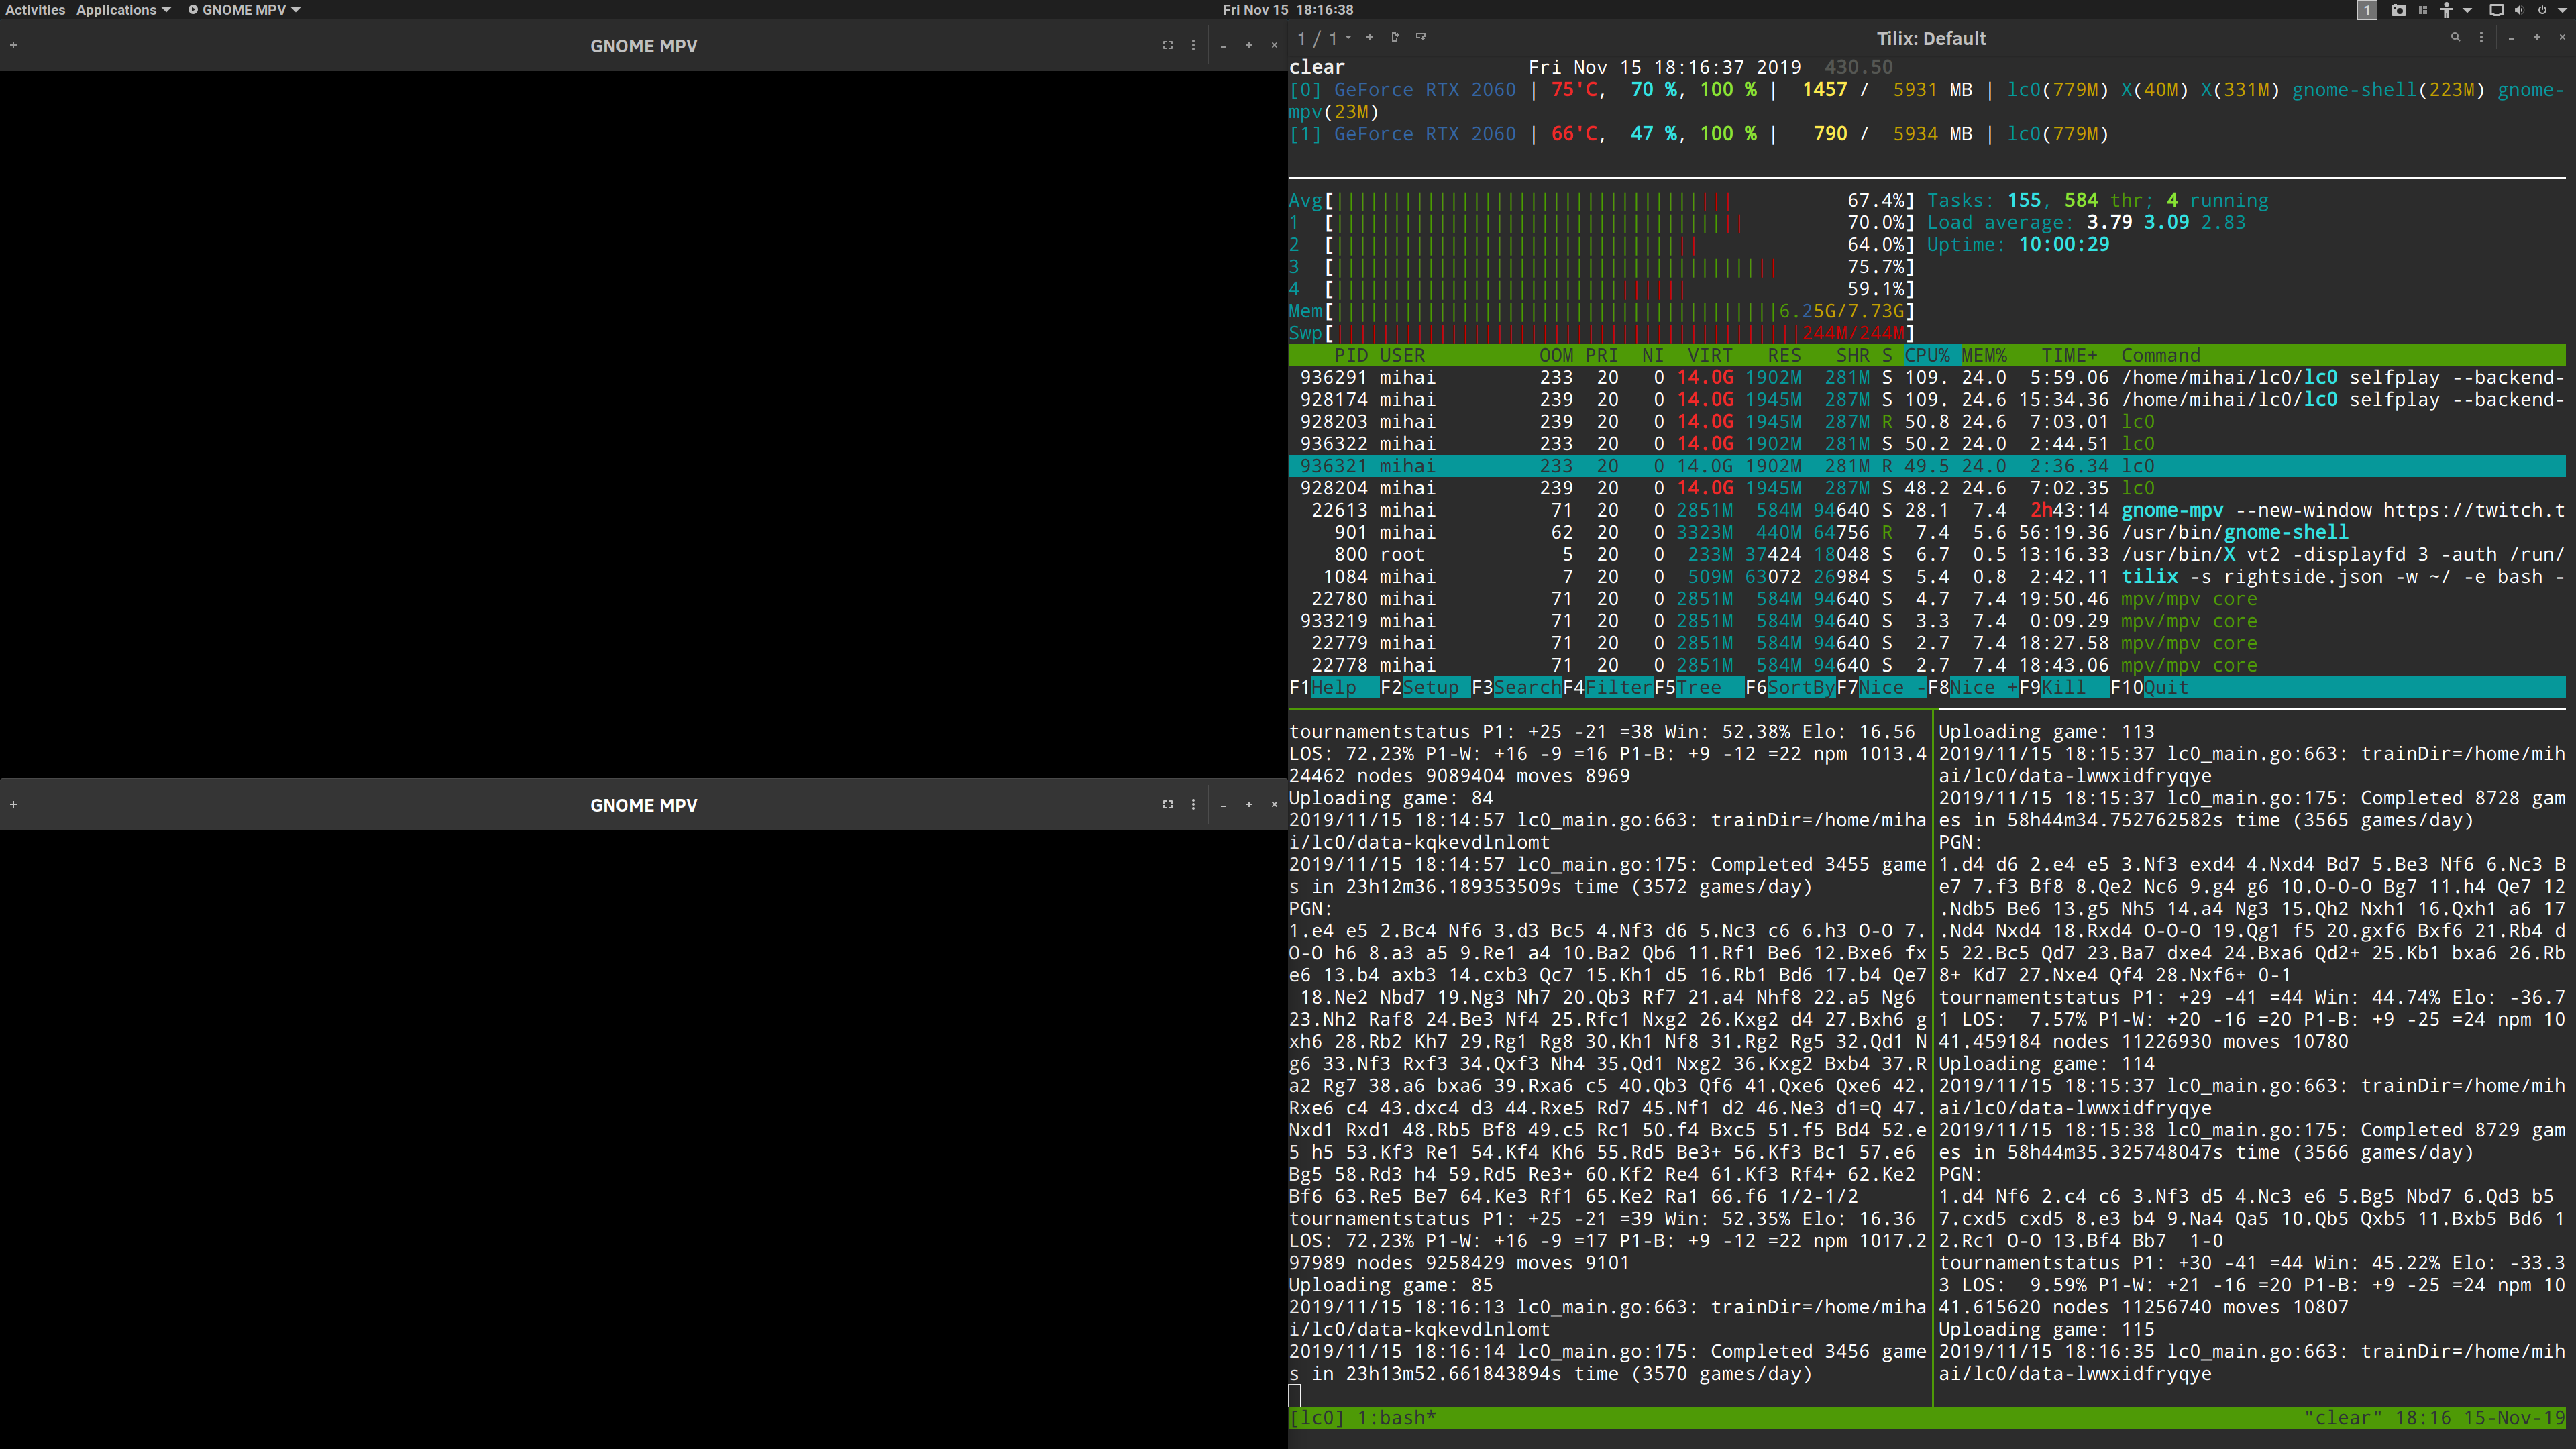 Activities Applications GNOME MPV Fri Nov 15 18:16:38 1
GNOME MPV
GNOME MPV
1 / 1 Tilix: Default
clear Fri Nov 15 18:16:37 2019 430.50
[0] GeForce RTX 2060 | 75'C, 70 %, 100 % | 1457 / 5931 MB | lc0(779M) X(40M) X(331M) gnome-shell(223M) gnome-
mpv(23M)
[1] GeForce RTX 2060 | 66'C, 47 %, 100 % | 790 / 5934 MB | lc0(779M)
Avg[ 67.4%] Tasks: 155, 584 thr; 4 running
1 [ 70.0%] Load average: 3.79 3.09 2.83
2 [ 64.0%] Uptime: 10:00:29
3 [ 75.7%]
4 [ 59.1%]
Mem[ 6.25G/7.73G]
Swp[ 244M/244M]
PID USER OOM PRI NI VIRT RES SHR S CPU% MEM% TIME+ Command
936291 mihai 233 20 0 14.0G 1902M 281M S 109. 24.0 5:59.06 /home/mihai/lc0/lc0 selfplay --backend-
928174 mihai 239 20 0 14.0G 1945M 287M S 109. 24.6 15:34.36 /home/mihai/lc0/lc0 selfplay --backend-
928203 mihai 239 20 0 14.0G 1945M 287M R 50.8 24.6 7:03.01 lc0
936322 mihai 233 20 0 14.0G 1902M 281M S 50.2 24.0 2:44.51 lc0
936321 mihai 233 20 0 14.0G 1902M 281M R 49.5 24.0 2:36.34 lc0
928204 mihai 239 20 0 14.0G 1945M 287M S 48.2 24.6 7:02.35 lc0
22613 mihai 71 20 0 2851M 584M 94640 S 28.1 7.4 2h43:14 gnome-mpv --new-window https://twitch.t
901 mihai 62 20 0 3323M 440M 64756 R 7.4 5.6 56:19.36 /usr/bin/gnome-shell
800 root 5 20 0 233M 37424 18048 S 6.7 0.5 13:16.33 /usr/bin/X vt2 -displayfd 3 -auth /run/
1084 mihai 7 20 0 509M 63072 26984 S 5.4 0.8 2:42.11 tilix -s rightside.json -w ~/ -e bash -
22780 mihai 71 20 0 2851M 584M 94640 S 4.7 7.4 19:50.46 mpv/mpv core
933219 mihai 71 20 0 2851M 584M 94640 S 3.3 7.4 0:09.29 mpv/mpv core
22779 mihai 71 20 0 2851M 584M 94640 S 2.7 7.4 18:27.58 mpv/mpv core
22778 mihai 71 20 0 2851M 584M 94640 S 2.7 7.4 18:43.06 mpv/mpv core
F1Help F2Setup F3SearchF4FilterF5Tree F6SortByF7Nice -F8Nice +F9Kill F10Quit
tournamentstatus P1: +25 -21 =38 Win: 52.38% Elo: 16.56
LOS: 72.23% P1-W: +16 -9 =16 P1-B: +9 -12 =22 npm 1013.4
24462 nodes 9089404 moves 8969
Uploading game: 84
2019/11/15 18:14:57 lc0_main.go:663: trainDir=/home/miha
i/lc0/data-kqkevdlnlomt
2019/11/15 18:14:57 lc0_main.go:175: Completed 3455 game
s in 23h12m36.189353509s time (3572 games/day)
PGN:
1.e4 e5 2.Bc4 Nf6 3.d3 Bc5 4.Nf3 d6 5.Nc3 c6 6.h3 O-O 7.
O-O h6 8.a3 a5 9.Re1 a4 10.Ba2 Qb6 11.Rf1 Be6 12.Bxe6 fx
e6 13.b4 axb3 14.cxb3 Qc7 15.Kh1 d5 16.Rb1 Bd6 17.b4 Qe7
18.Ne2 Nbd7 19.Ng3 Nh7 20.Qb3 Rf7 21.a4 Nhf8 22.a5 Ng6
23.Nh2 Raf8 24.Be3 Nf4 25.Rfc1 Nxg2 26.Kxg2 d4 27.Bxh6 g
xh6 28.Rb2 Kh7 29.Rg1 Rg8 30.Kh1 Nf8 31.Rg2 Rg5 32.Qd1 N
g6 33.Nf3 Rxf3 34.Qxf3 Nh4 35.Qd1 Nxg2 36.Kxg2 Bxb4 37.R
a2 Rg7 38.a6 bxa6 39.Rxa6 c5 40.Qb3 Qf6 41.Qxe6 Qxe6 42.
Rxe6 c4 43.dxc4 d3 44.Rxe5 Rd7 45.Nf1 d2 46.Ne3 d1=Q 47.
Nxd1 Rxd1 48.Rb5 Bf8 49.c5 Rc1 50.f4 Bxc5 51.f5 Bd4 52.e
5 h5 53.Kf3 Re1 54.Kf4 Kh6 55.Rd5 Be3+ 56.Kf3 Bc1 57.e6
Bg5 58.Rd3 h4 59.Rd5 Re3+ 60.Kf2 Re4 61.Kf3 Rf4+ 62.Ke2
Bf6 63.Re5 Be7 64.Ke3 Rf1 65.Ke2 Ra1 66.f6 1/2-1/2
tournamentstatus P1: +25 -21 =39 Win: 52.35% Elo: 16.36
LOS: 72.23% P1-W: +16 -9 =17 P1-B: +9 -12 =22 npm 1017.2
97989 nodes 9258429 moves 9101
Uploading game: 85
2019/11/15 18:16:13 lc0_main.go:663: trainDir=/home/miha
i/lc0/data-kqkevdlnlomt
2019/11/15 18:16:14 lc0_main.go:175: Completed 3456 game
s in 23h13m52.661843894s time (3570 games/day)
Uploading game: 113
2019/11/15 18:15:37 lc0_main.go:663: trainDir=/home/mih
ai/lc0/data-lwwxidfryqye
2019/11/15 18:15:37 lc0_main.go:175: Completed 8728 gam
es in 58h44m34.752762582s time (3565 games/day)
PGN:
1.d4 d6 2.e4 e5 3.Nf3 exd4 4.Nxd4 Bd7 5.Be3 Nf6 6.Nc3 B
e7 7.f3 Bf8 8.Qe2 Nc6 9.g4 g6 10.O-O-O Bg7 11.h4 Qe7 12
.Ndb5 Be6 13.g5 Nh5 14.a4 Ng3 15.Qh2 Nxh1 16.Qxh1 a6 17
.Nd4 Nxd4 18.Rxd4 O-O-O 19.Qg1 f5 20.gxf6 Bxf6 21.Rb4 d
5 22.Bc5 Qd7 23.Ba7 dxe4 24.Bxa6 Qd2+ 25.Kb1 bxa6 26.Rb
8+ Kd7 27.Nxe4 Qf4 28.Nxf6+ 0-1
tournamentstatus P1: +29 -41 =44 Win: 44.74% Elo: -36.7
1 LOS: 7.57% P1-W: +20 -16 =20 P1-B: +9 -25 =24 npm 10
41.459184 nodes 11226930 moves 10780
Uploading game: 114
2019/11/15 18:15:37 lc0_main.go:663: trainDir=/home/mih
ai/lc0/data-lwwxidfryqye
2019/11/15 18:15:38 lc0_main.go:175: Completed 8729 gam
es in 58h44m35.325748047s time (3566 games/day)
PGN:
1.d4 Nf6 2.c4 c6 3.Nf3 d5 4.Nc3 e6 5.Bg5 Nbd7 6.Qd3 b5
7.cxd5 cxd5 8.e3 b4 9.Na4 Qa5 10.Qb5 Qxb5 11.Bxb5 Bd6 1
2.Rc1 O-O 13.Bf4 Bb7 1-0
tournamentstatus P1: +30 -41 =44 Win: 45.22% Elo: -33.3
3 LOS: 9.59% P1-W: +21 -16 =20 P1-B: +9 -25 =24 npm 10
41.615620 nodes 11256740 moves 10807
Uploading game: 115
2019/11/15 18:16:35 lc0_main.go:663: trainDir=/home/mih
ai/lc0/data-lwwxidfryqye
[lc0] 1:bash* "clear" 18:16 15-Nov-19